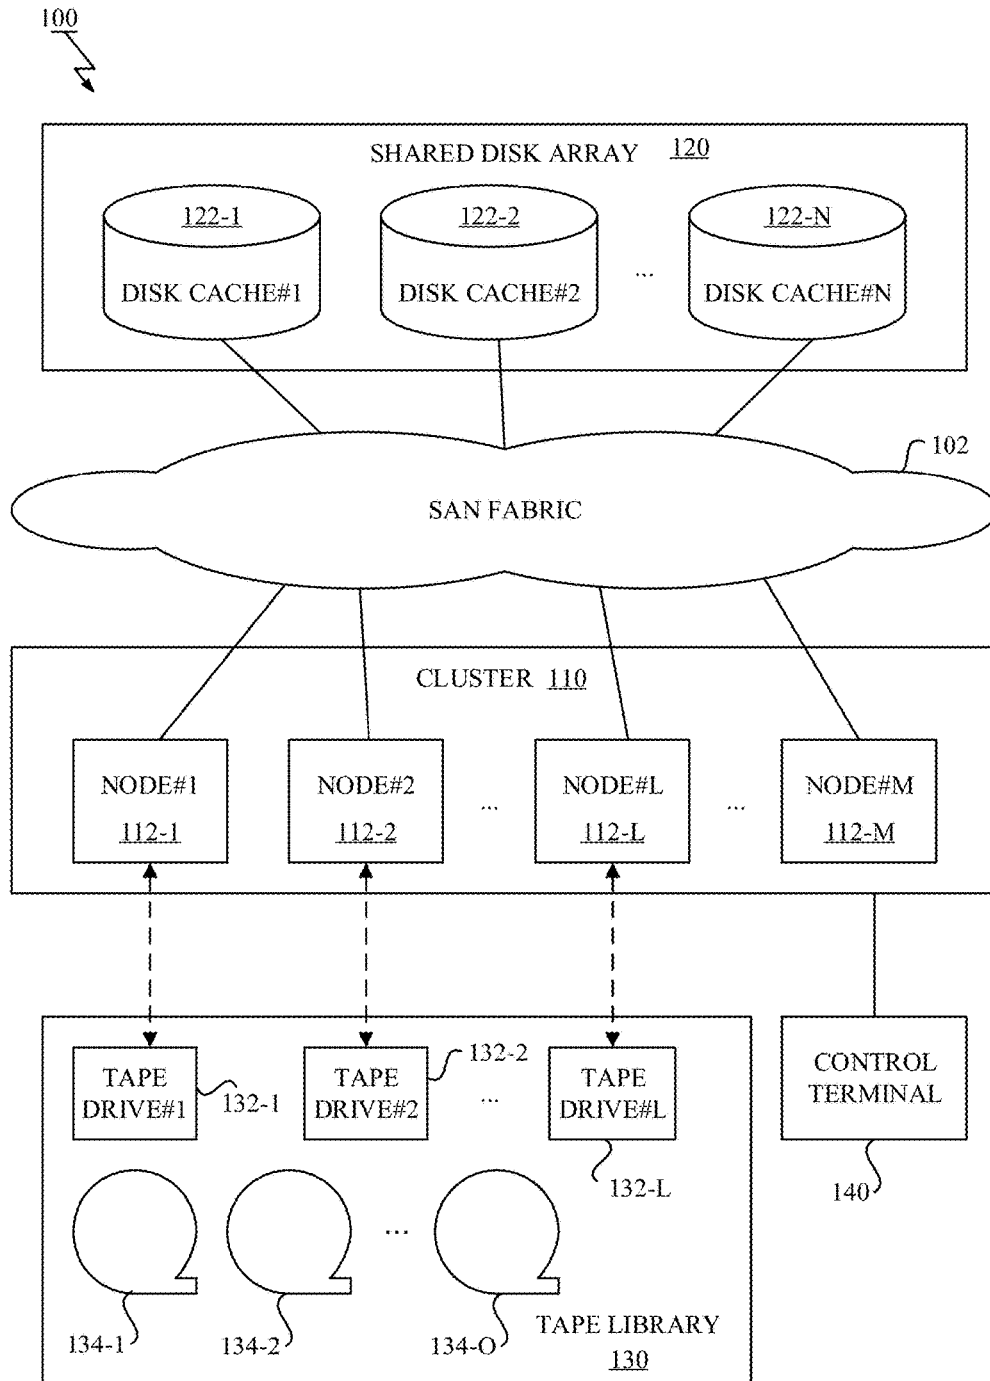 100
SHARED DISK ARRAY 120
122-1 122-2 122-N
DISK CACHE#1 DISK CACHE#2 ... DISK CACHE#N
102
SAN FABRIC
CLUSTER 110
NODE#1 NODE#2 ... NODE#L ... NODE#M
112-1 112-2 112-L 112-M
TAPE DRIVE#1
132-1
TAPE DRIVE#2
132-2
...
TAPE DRIVE#L
132-L
CONTROL
TERMINAL
140
...
134-1 134-2 134-O
TAPE LIBRARY
130